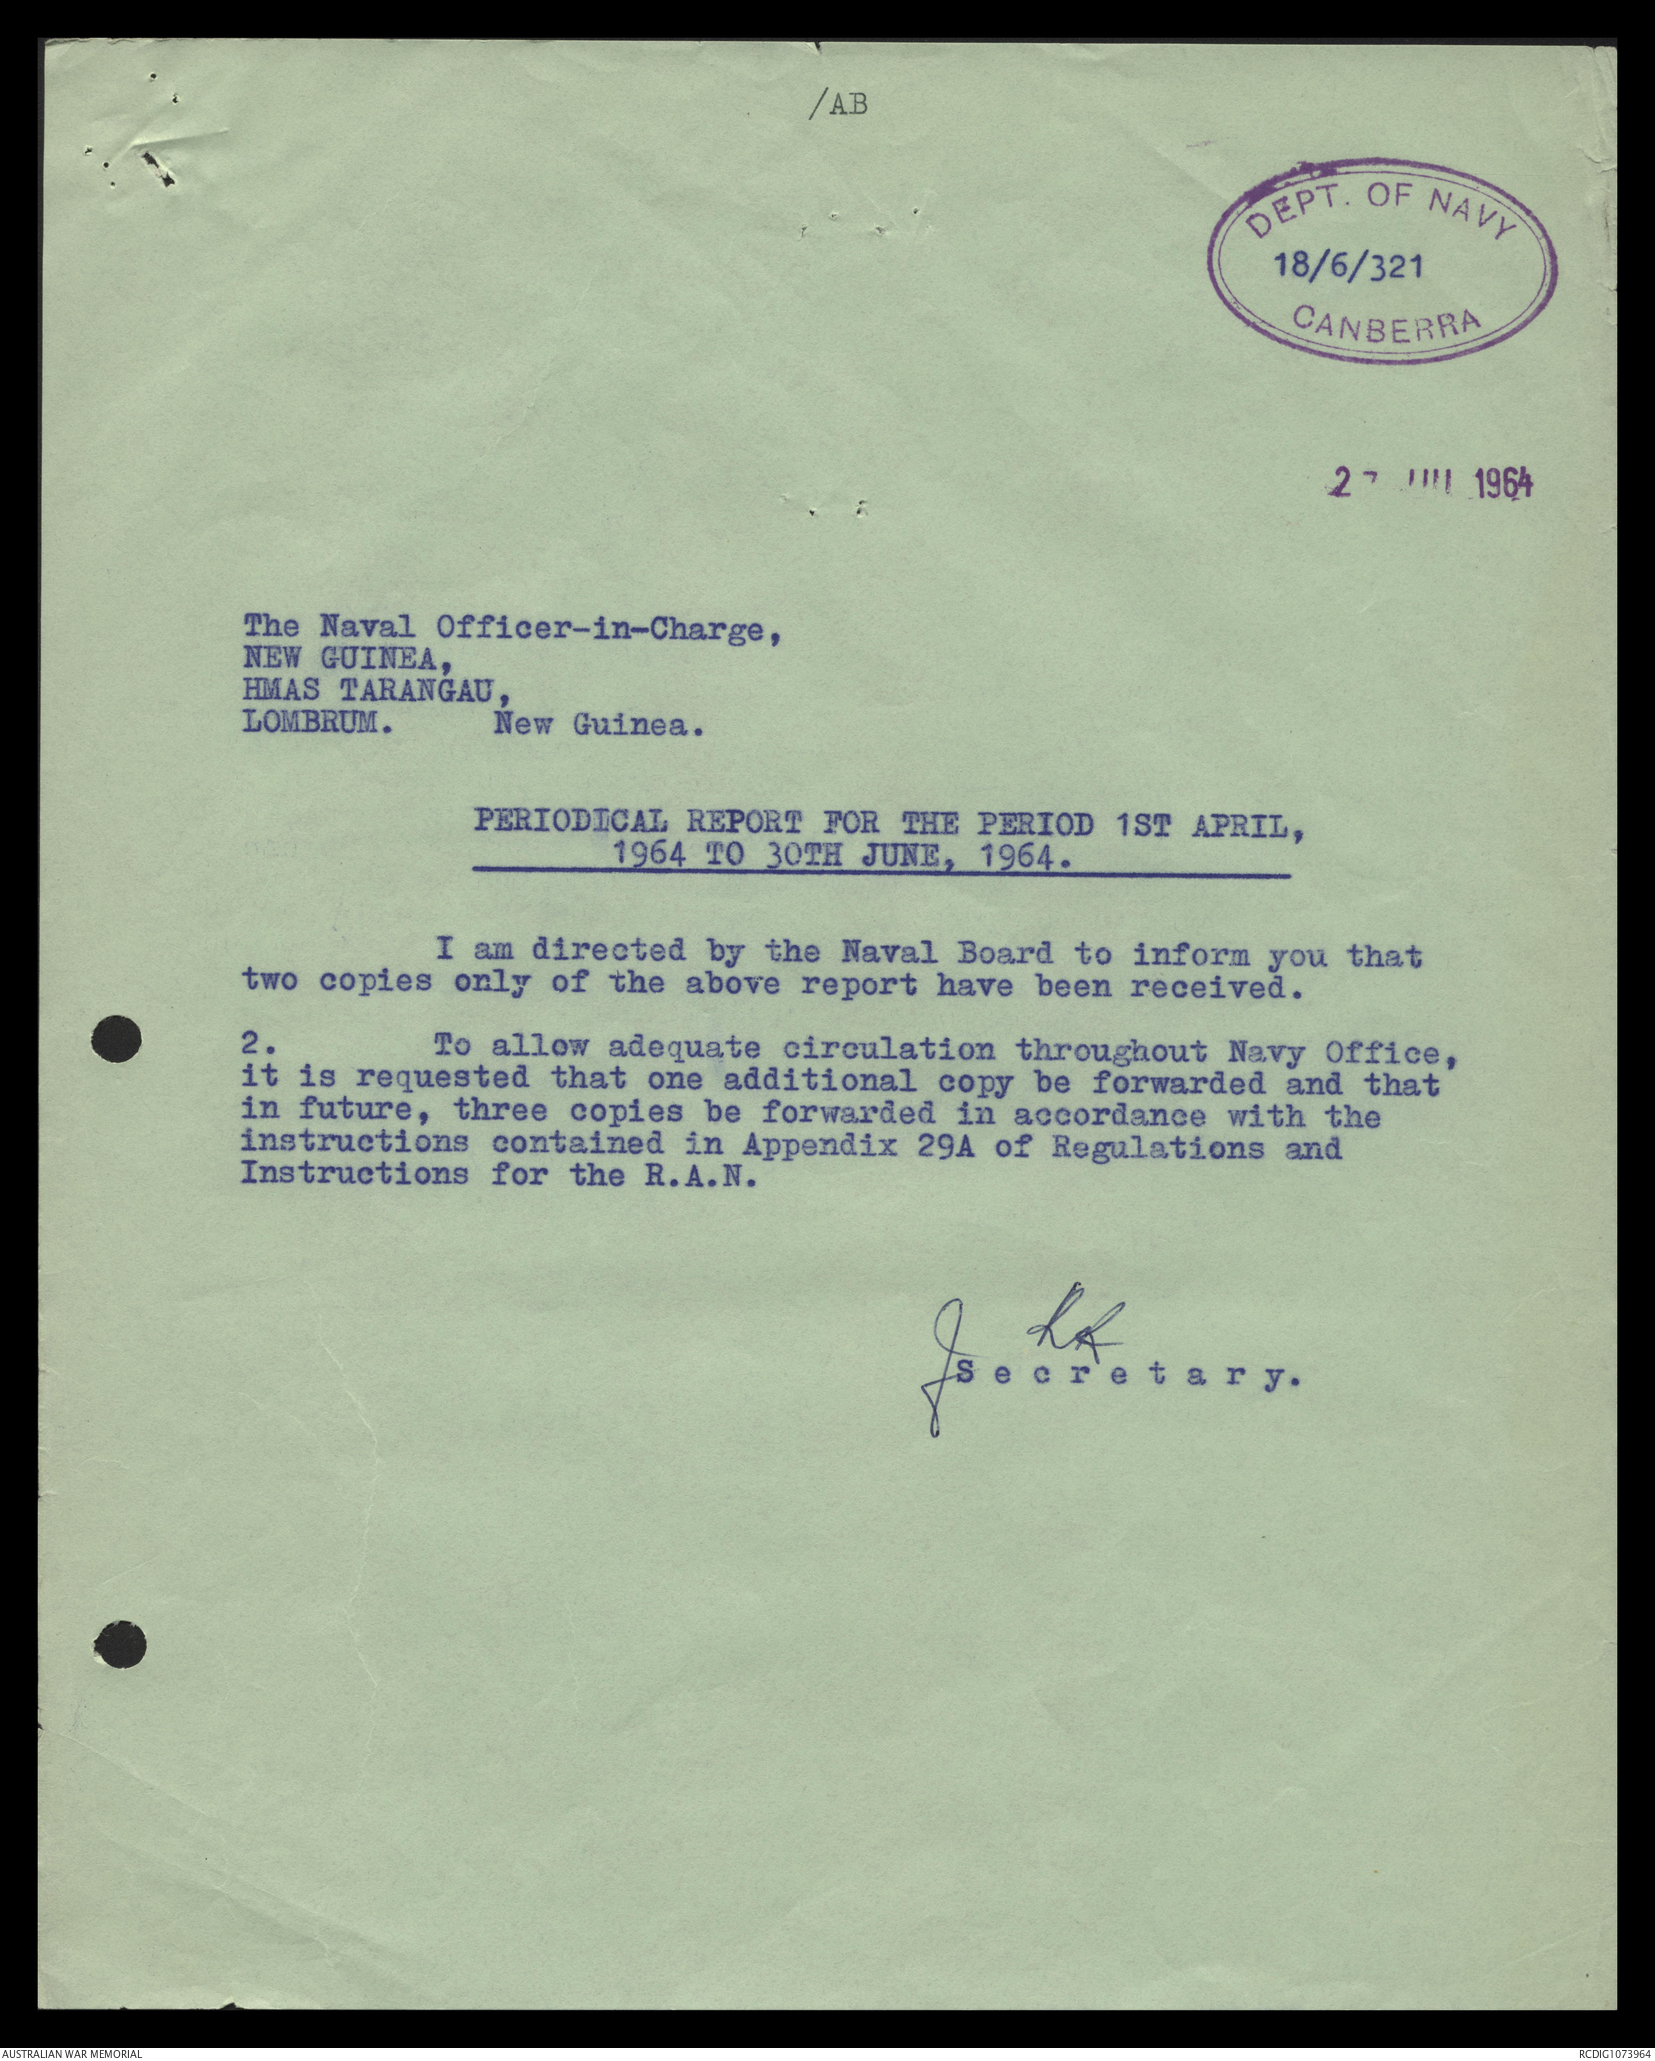 /AB
DEPT. OF NAVY
18/6/321
CANBERRA
1964
The Naval Officer-in-Charge,
NEW GUINEA,
HMAS TARANGAU,
LOMBRUM. New Guinea.
PERIODICAL REPORT FOR THE PERIOD 1ST APRIL,
1964 TO 30TH JUNE, 1964.
I am directed by the Naval Board to inform you that
two copies only of the above report have been received.
2. To allow adequate circulation throughout Navy Office,
it is requested that one additional copy be forwarded and that
in future, three copies be forwarded in accordance with the
instructions contained in Appendix 29A of Regulations and
Instructions for the R.A.N.
Secretary.
AUSTRALIAN WAR MEMORIAL
RCDIG1073964